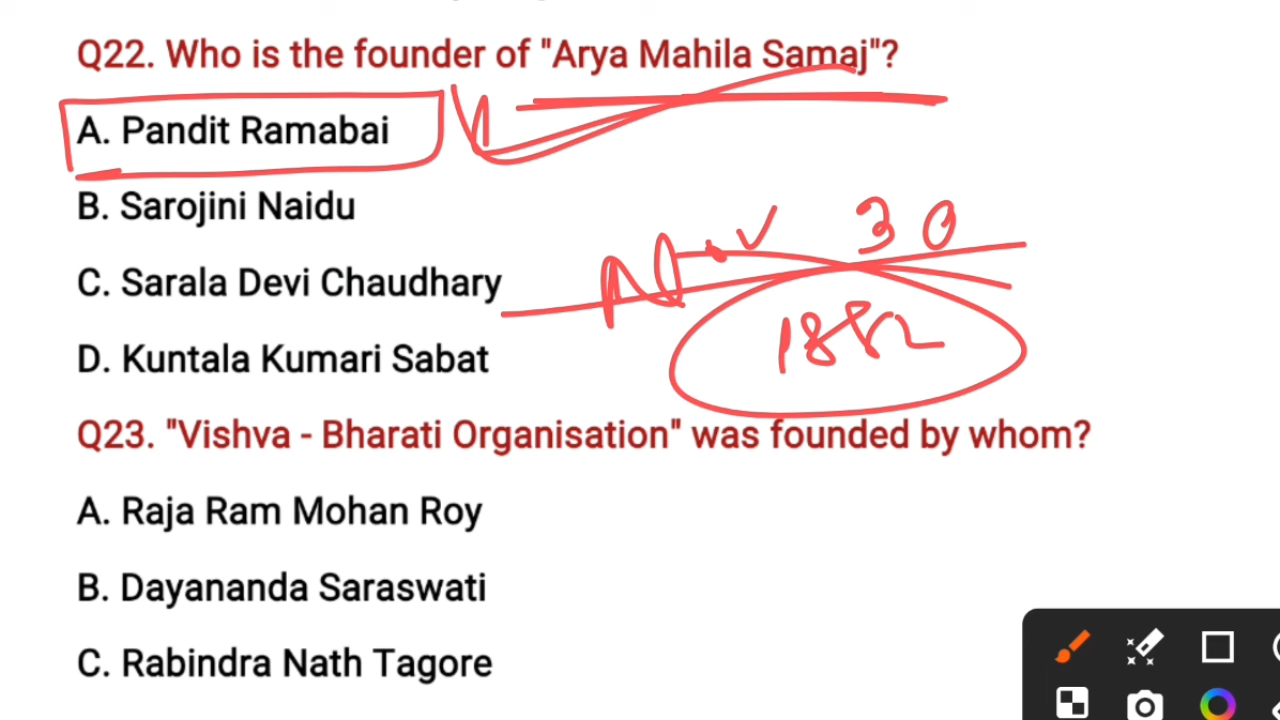 Q22. Who is the founder of "Arya Mahila Samaj"?
A. Pandit Ramabai
B. Sarojini Naidu
Nov 30
C. Sarala Devi Chaudhary
1882
D. Kuntala Kumari Sabat
Q23. "Vishva - Bharati Organisation" was founded by whom?
A. Raja Ram Mohan Roy
B. Dayananda Saraswati
C. Rabindra Nath Tagore